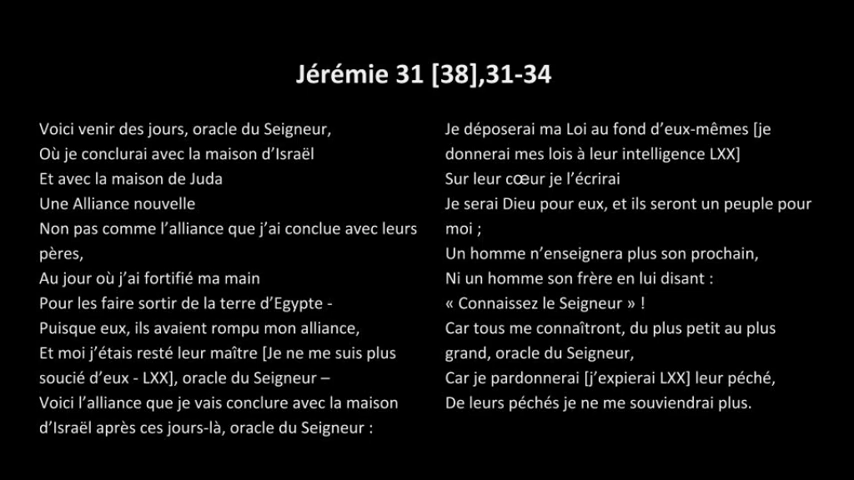 Jérémie 31 [38],31-34
Voici venir des jours, oracle du Seigneur,
Où je conclurai avec la maison d’Israël
Et avec la maison de Juda
Une Alliance nouvelle
Non pas comme l’alliance que j’ai conclue avec leurs
pères,
Au jour où j’ai fortifié ma main
Pour les faire sortir de la terre d’Egypte -
Puisque eux, ils avaient rompu mon alliance,
Et moi j’étais resté leur maître [Je ne me suis plus
soucié d’eux - LXX], oracle du Seigneur –
Voici l’alliance que je vais conclure avec la maison
d’Israël après ces jours-là, oracle du Seigneur :
Je déposerai ma Loi au fond d’eux-mêmes [je
donnerai mes lois à leur intelligence LXX]
Sur leur cœur je l’écrirai
Je serai Dieu pour eux, et ils seront un peuple pour
moi ;
Un homme n’enseignera plus son prochain,
Ni un homme son frère en lui disant :
« Connaissez le Seigneur » !
Car tous me connaîtront, du plus petit au plus
grand, oracle du Seigneur,
Car je pardonnerai [j’expierai LXX] leur péché,
De leurs péchés je ne me souviendrai plus.